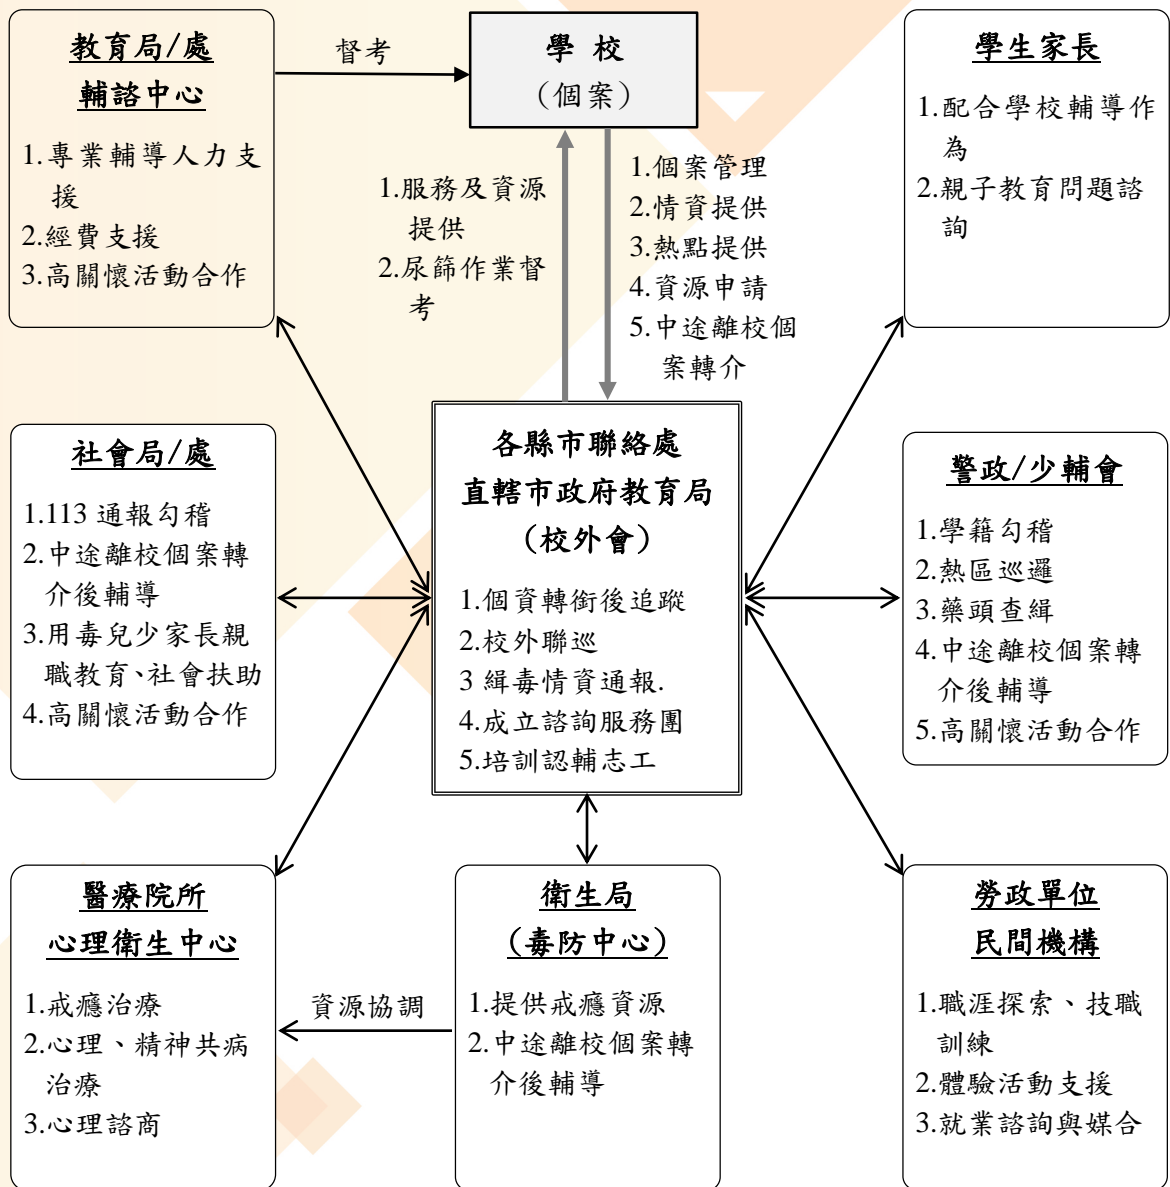 教育局/處
輔諮中心
1.專業輔導人力支
援
2.經費支援
3.高關懷活動合作
督考
學 校
（個案）
學生家長
1.配合學校輔導作
為
2.親子教育問題諮
詢
1.服務及資源
提供
2.尿篩作業督
考
1.個案管理
2.情資提供
3.熱點提供
4.資源申請
5.中途離校個
案轉介
社會局/處
1.113 通報勾稽
2.中途離校個案轉
介後輔導
3.用毒兒少家長親
職教育、社會扶助
4.高關懷活動合作
各縣市聯絡處
直轄市政府教育局
（校外會）
1.個資轉銜後追蹤
2.校外聯巡
3 緝毒情資通報.
4.成立諮詢服務團
5.培訓認輔志工
警政/少輔會
1.學籍勾稽
2.熱區巡邏
3.藥頭查緝
4.中途離校個案轉
介後輔導
5.高關懷活動合作
醫療院所
心理衛生中心
1.戒癮治療
2.心理、精神共病
治療
3.心理諮商
資源協調
衛生局
（毒防中心）
1.提供戒癮資源
2.中途離校個案轉
介後輔導
勞政單位
民間機構
1.職涯探索、技職
訓練
2.體驗活動支援
3.就業諮詢與媒合